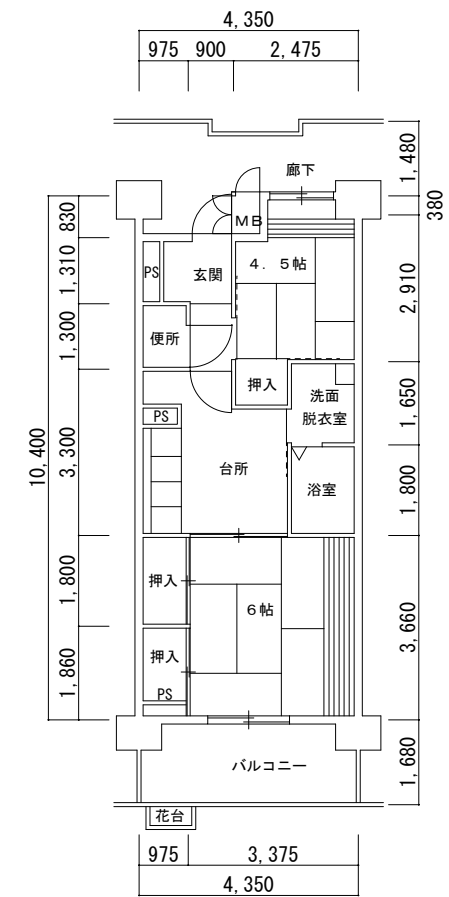 4,350
975 900 2,475
廊下
1,480
380
830
MB
PS
玄関
4．5帖
1,310
2,910
便所
1,300
押入
洗面
脱衣室
1,650
PS
台所
浴室
10,400
3,300
1,800
押入
6帖
1,800
3,660
押入
PS
1,860
バルコニー
1,680
花台
975 3,375
4,350